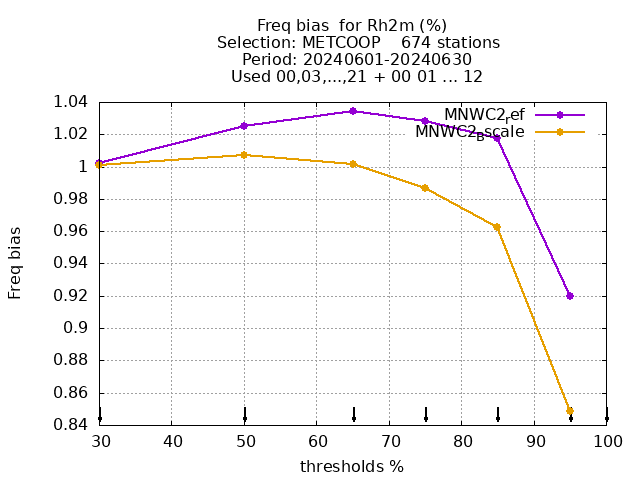 Freq bias  for Rh2m (%)
Selection: METCOOP    674 stations
Period: 20240601-20240630
Used 00,03,...,21 + 00 01 ... 12
1.04
1.02
1
0.98
0.96
0.94
0.92
0.9
0.88
0.86
0.84
Freq bias
MNWC2ref
MNWC2Bscale
30
40
50
60
70
80
90
100
thresholds %